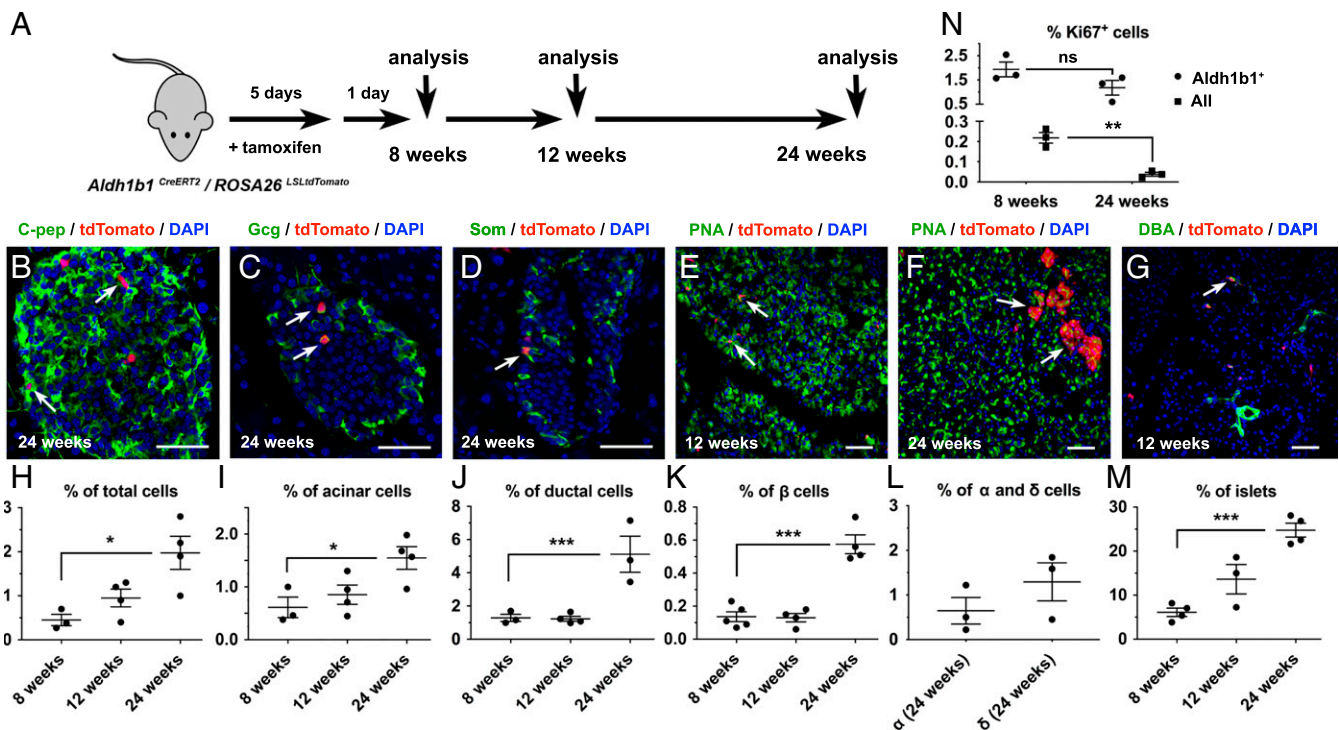 A
5 days
+ tamoxifen
1 day
analysis
analysis
analysis
8 weeks
12 weeks
24 weeks
Aldh1b1 CreERT2 / ROSA26 LSLtdTomato
N
% Ki67+ cells
2.5
1.5
0.5
0.3
0.2
0.1
0.0
ns
**
8 weeks
24 weeks
Aldh1b1+
All
C-pep / tdTomato / DAPI
B
24 weeks
Gcg / tdTomato / DAPI
C
24 weeks
Som / tdTomato / DAPI
D
24 weeks
PNA / tdTomato / DAPI
E
12 weeks
PNA / tdTomato / DAPI
F
24 weeks
DBA / tdTomato / DAPI
G
12 weeks
H
% of total cells
3
2
1
0
*
8 weeks
12 weeks
24 weeks
I
% of acinar cells
2.0
1.0
0.0
*
8 weeks
12 weeks
24 weeks
J
% of ductal cells
8
6
4
2
0
***
8 weeks
12 weeks
24 weeks
K
% of β cells
0.8
0.6
0.4
0.2
0.0
***
8 weeks
12 weeks
24 weeks
L
% of α and δ cells
3
2
1
0
α (24 weeks)
δ (24 weeks)
M
% of islets
30
20
10
0
***
8 weeks
12 weeks
24 weeks